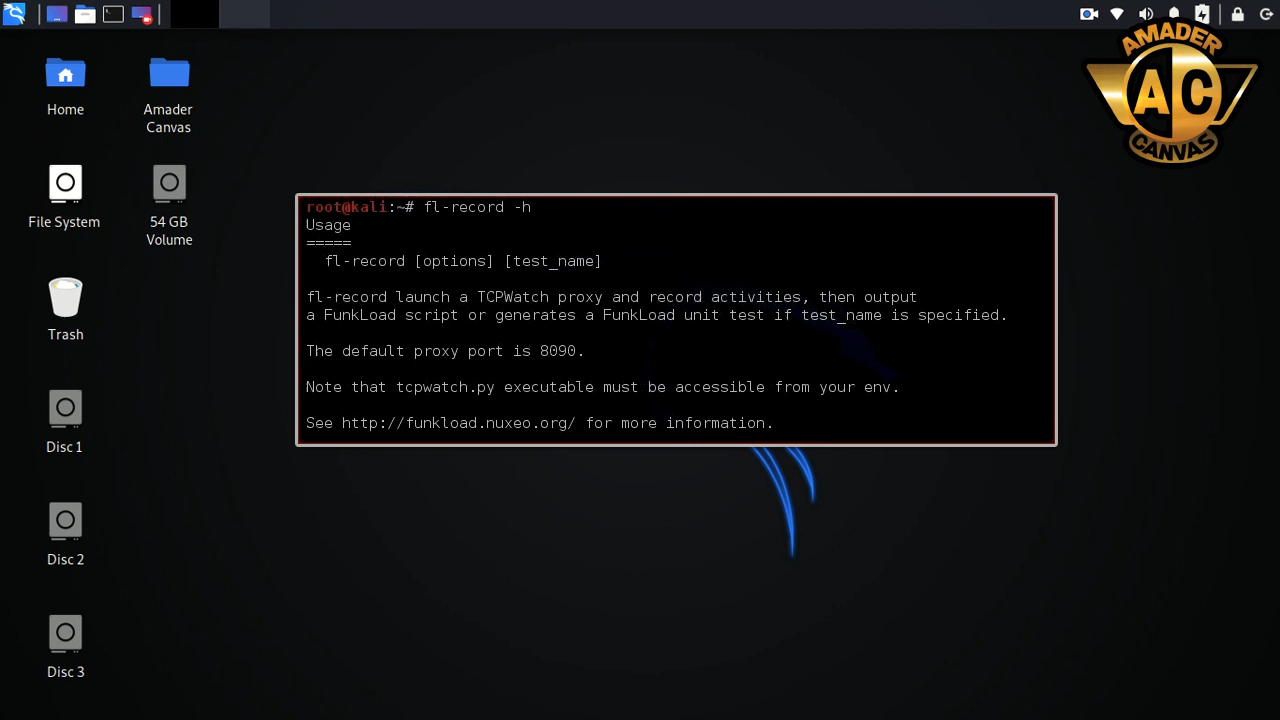 AMADER
AC
CANVAS
Home
Amader
Canvas
File System
54 GB
Volume
Trash
Disc 1
Disc 2
Disc 3
root@kali:~# fl-record -h
Usage
=====
fl-record [options] [test_name]
fl-record launch a TCPWatch proxy and record activities, then output
a FunkLoad script or generates a FunkLoad unit test if test_name is specified.
The default proxy port is 8090.
Note that tcpwatch.py executable must be accessible from your env.
See http://funkload.nuxeo.org/ for more information.